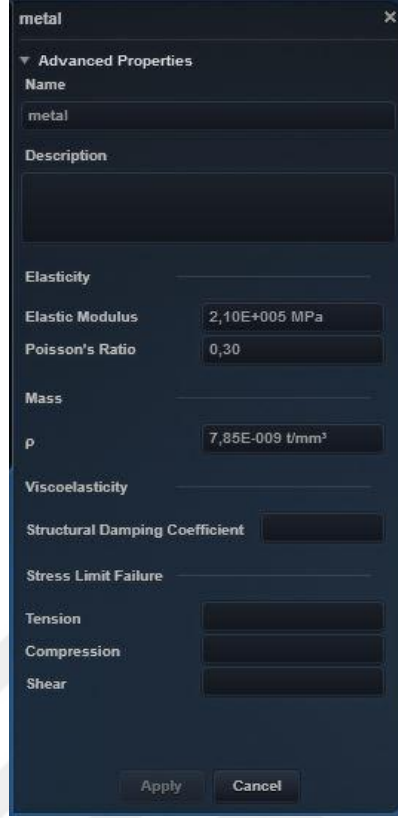 metal
Advanced Properties
Name
metal
Description
Elasticity
Elastic Modulus 2,10E+005 MPa
Poisson's Ratio 0,30
Mass
ρ 7,85E-009 t/mm³
Viscoelasticity
Structural Damping Coefficient
Stress Limit Failure
Tension
Compression
Shear
Apply Cancel